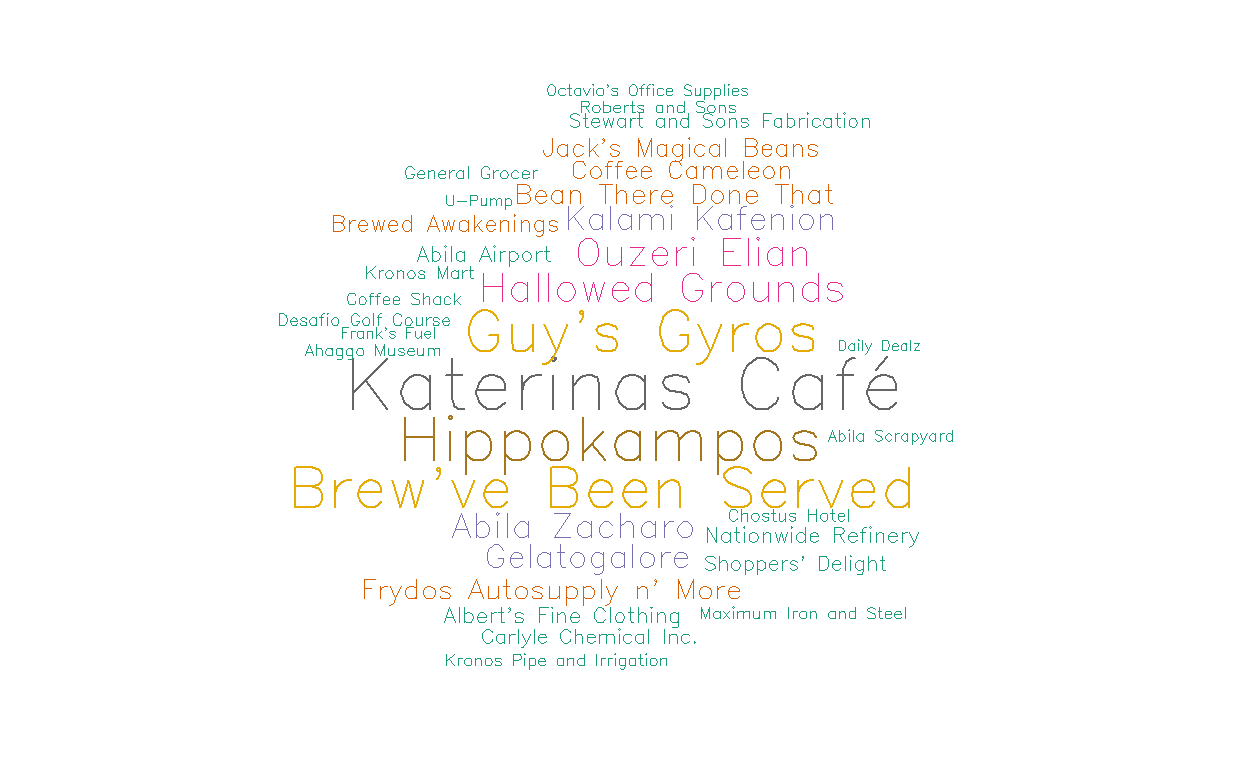 Octavio's Office Supplies
Roberts and Sons
Stewart and Sons Fabrication
Jack's Magical Beans
General Grocer
Coffee Cameleon
U-Pump
Bean There Done That
Brewed Awakenings
Kalami Kafenion
Abila Airport
Ouzeri Elian
Kronos Mart
Hallowed Grounds
Coffee Shack
Desafio Golf Course
Guy's Gyros
Frank's Fuel
Ahaggo Museum
Daily Dealz
Katerinas Café
Hippokampos
Abila Scrapyard
Brew've Been Served
Chostus Hotel
Abila Zacharo
Nationwide Refinery
Gelatogalore
Shoppers' Delight
Frydos Autosupply n' More
Albert's Fine Clothing
Maximum Iron and Steel
Carlyle Chemical Inc.
Kronos Pipe and Irrigation